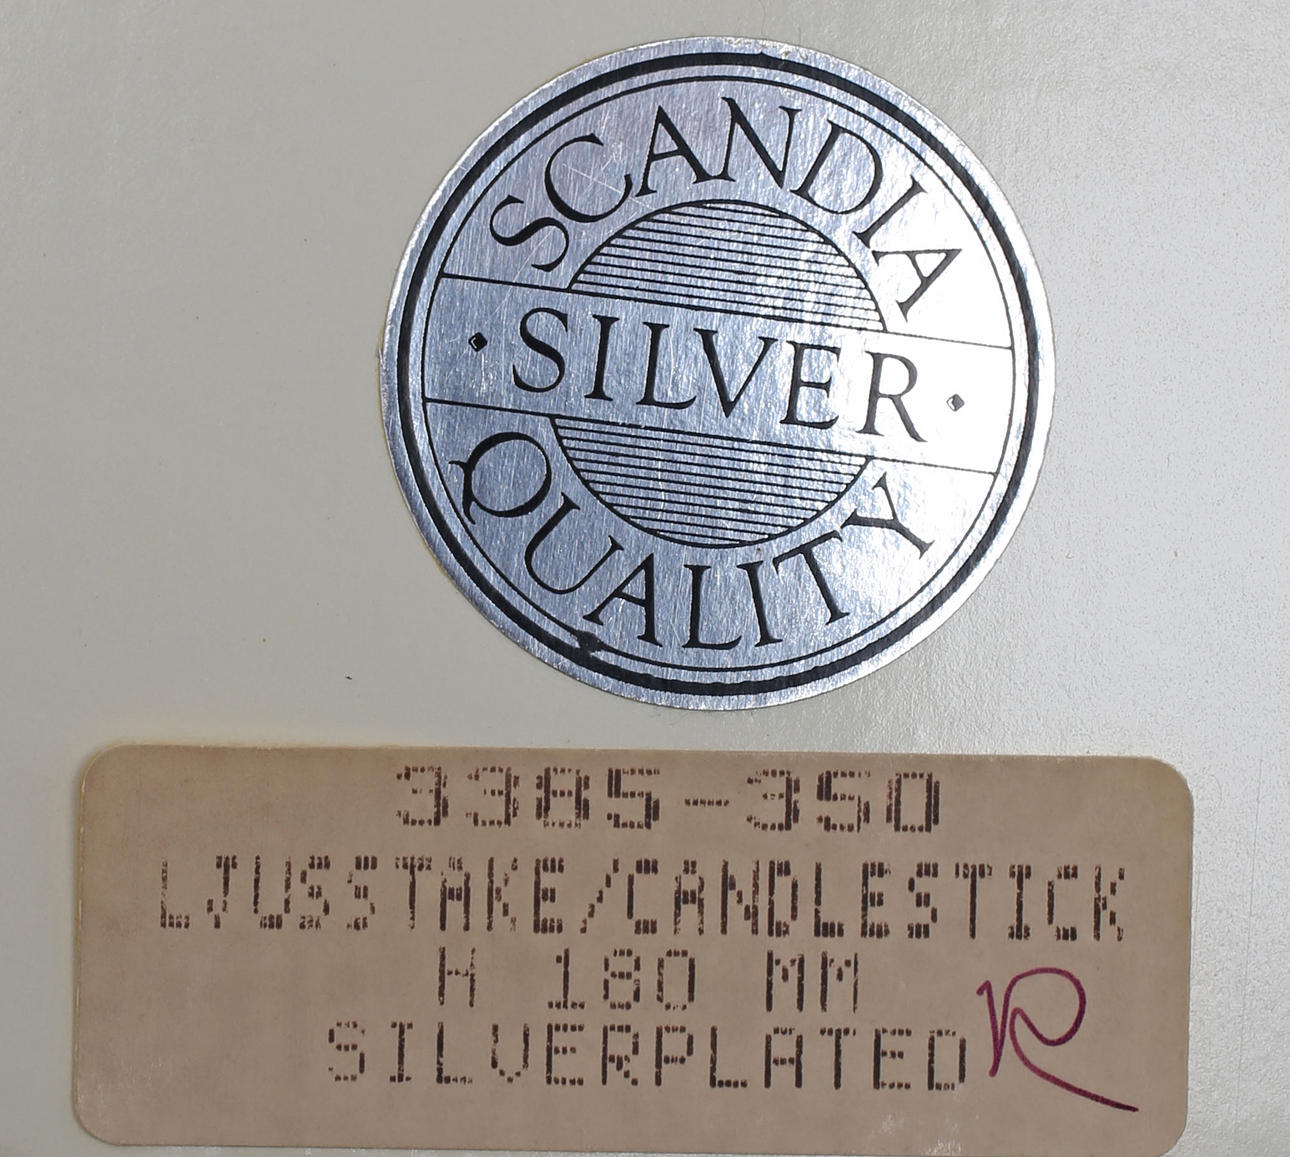 SCANDIA
SILVER
QUALITY
3385-350
LJUSSTAKE/CANDLESTICK
H 180 MM
SILVERPLATED R